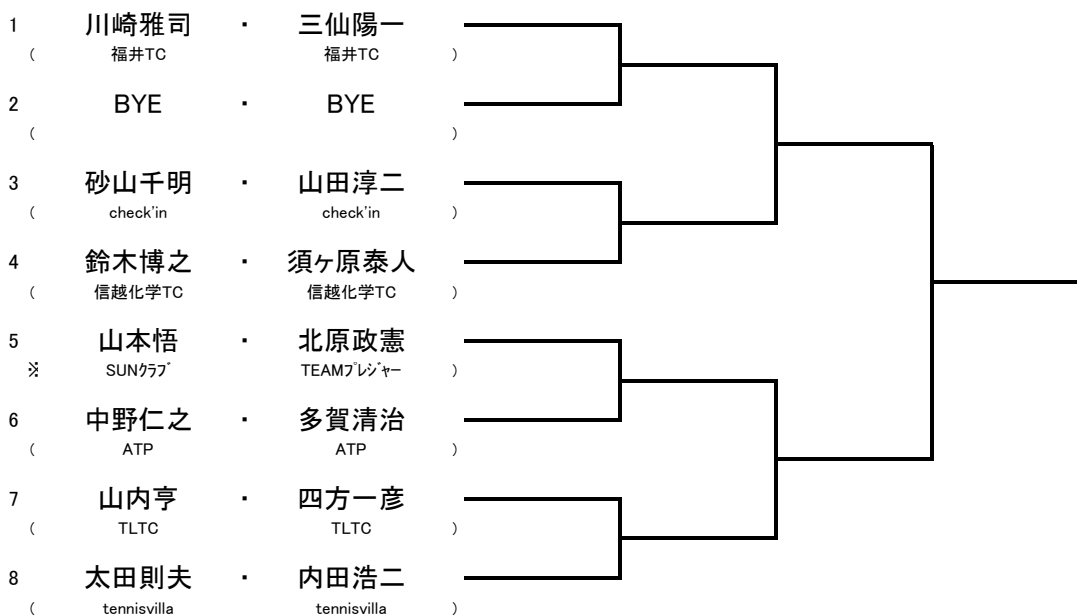 1 川崎雅司 ・ 三仙陽一
( 福井TC 福井TC )
2 BYE ・ BYE
( )
3 砂山千明 ・ 山田淳二
( check'in check'in )
4 鈴木博之 ・ 須ヶ原泰人
( 信越化学TC 信越化学TC )
5 山本悟 ・ 北原政憲
※ SUNｸﾗﾌﾞ TEAMﾌﾟﾚｼﾞｬｰ )
6 中野仁之 ・ 多賀清治
( ATP ATP )
7 山内亨 ・ 四方一彦
( TLTC TLTC )
8 太田則夫 ・ 内田浩二
( tennisvilla tennisvilla )